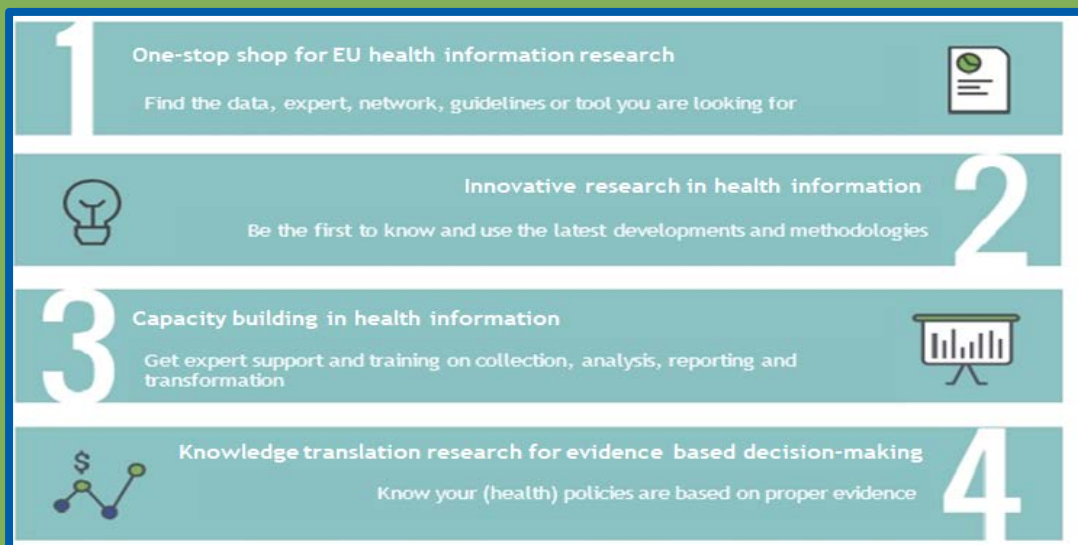 1
One-stop shop for EU health information research
Find the data, expert, network, guidelines or tool you are looking for
Innovative research in health information
2
Be the first to know and use the latest developments and methodologies
3
Capacity building in health information
Get expert support and training on collection, analysis, reporting and
transformation
Knowledge translation research for evidence based decision-making
$
4
Know your (health) policies are based on proper evidence